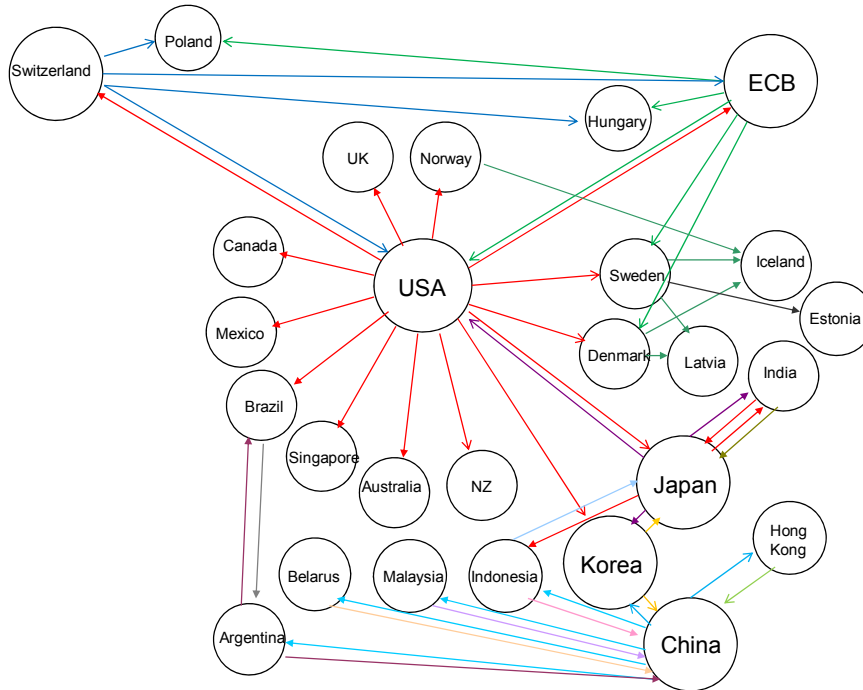 Poland
Switzerland
ECB
Hungary
UK
Norway
Canada
Iceland
Sweden
USA
Estonia
Mexico
Denmark
Latvia
India
Brazil
Singapore
Australia
NZ
Japan
Hong
Kong
Korea
Belarus
Malaysia
Indonesia
Argentina
China